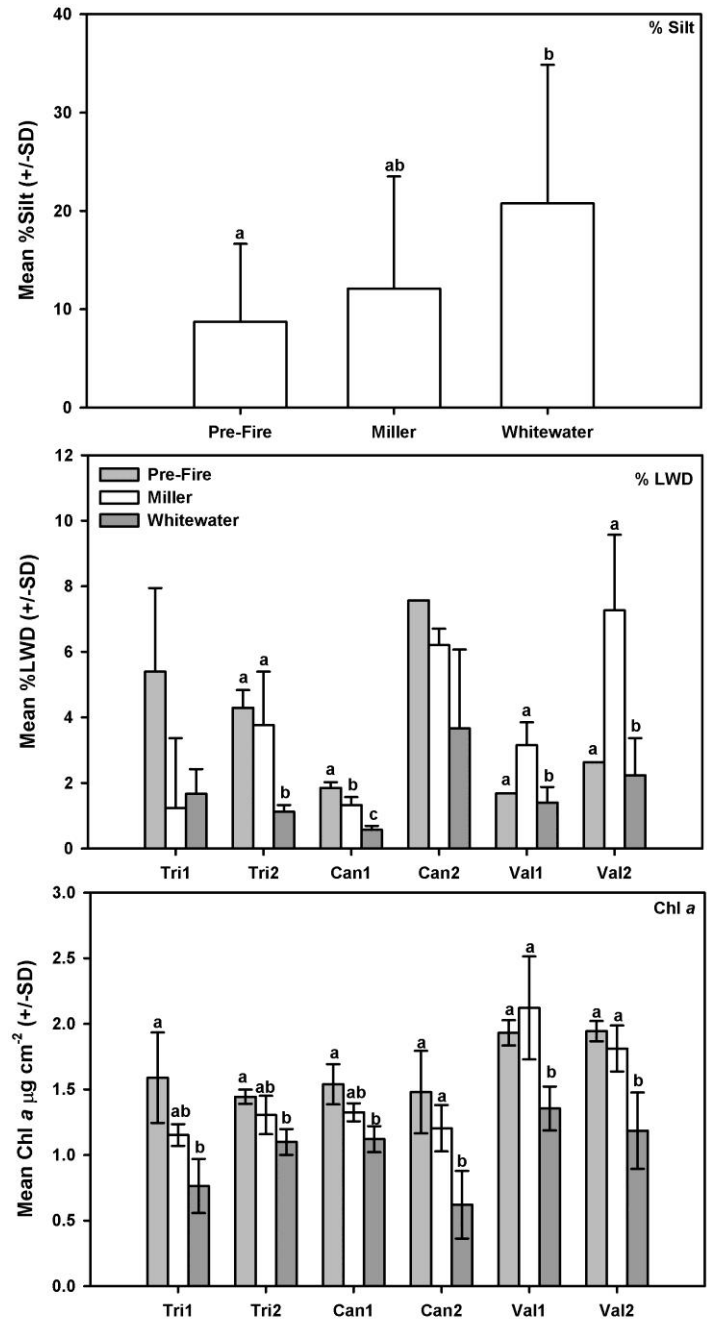 40
% Silt
b
30
ab
Mean %Silt (+/-SD)
20
a
10
0
Pre-Fire Miller Whitewater
12
Pre-Fire
% LWD
Miller
10
Whitewater
a
8
Mean %LWD (+/-SD)
6
a a
4
a
b
a
2
a b a b
b
c
0
Tri1 Tri2 Can1 Can2 Val1 Val2
3.0
Chl a
2.5
a
Mean Chl a μg cm-2 (+/-SD)
a a a
2.0
a a
a
a ab ab a
1.5
ab b b b
b
1.0
b
b
0.5
0.0
Tri1 Tri2 Can1 Can2 Val1 Val2